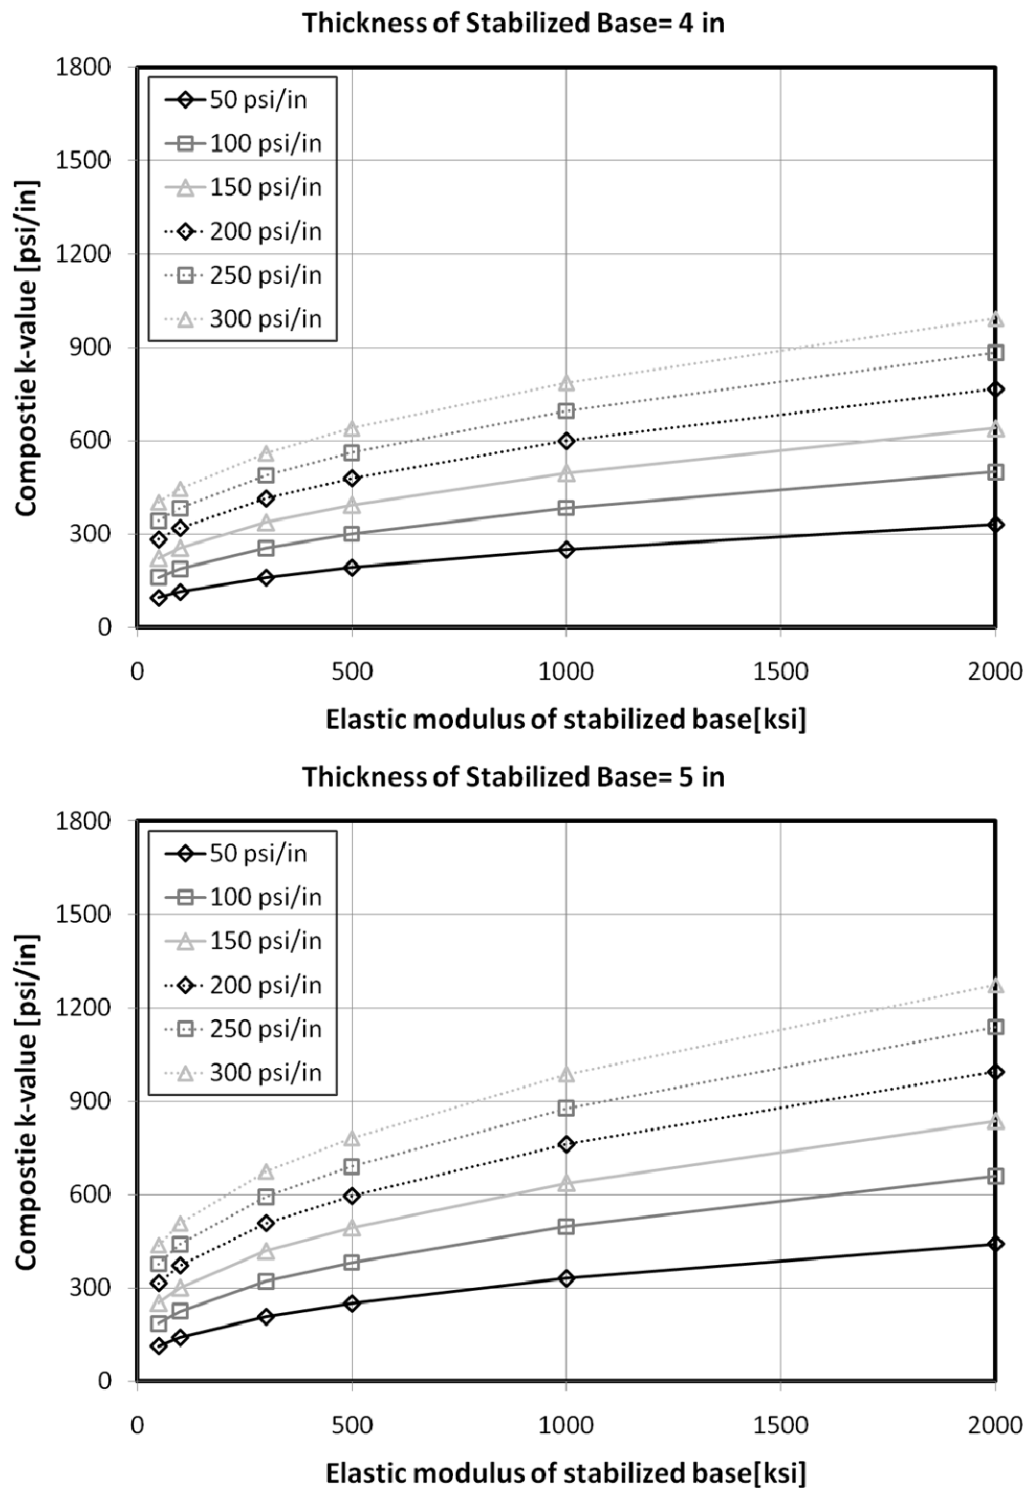 Thickness of Stabilized Base= 4 in
1800
1500
1200
900
600
300
0
Compostie k-value [psi/in]
50 psi/in
100 psi/in
150 psi/in
200 psi/in
250 psi/in
300 psi/in
0 500 1000 1500 2000
Elastic modulus of stabilized base[ksi]
Thickness of Stabilized Base= 5 in
1800
1500
1200
900
600
300
0
Compostie k-value [psi/in]
50 psi/in
100 psi/in
150 psi/in
200 psi/in
250 psi/in
300 psi/in
0 500 1000 1500 2000
Elastic modulus of stabilized base[ksi]